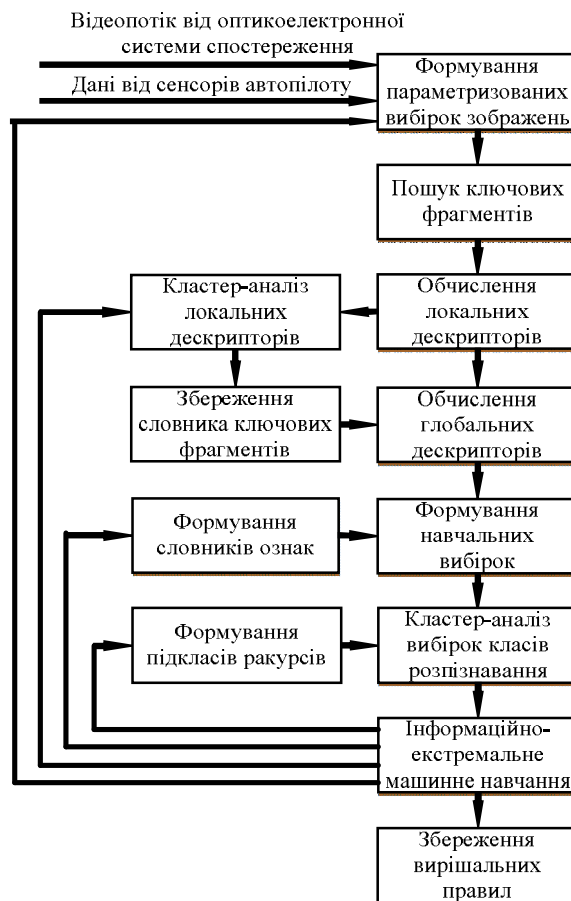 Відеопотік від оптикоелектронної
системи спостереження
Дані від сенсорів автопілоту
Формування
параметризованих
вибірок зображень
Пошук ключових
фрагментів
Кластер-аналіз
локальних
дескрипторів
Обчислення
локальних
дескрипторів
Збереження
словника ключових
фрагментів
Обчислення
глобальних
дескрипторів
Формування
словників ознак
Формування
навчальних
вибірок
Формування
підкласів ракурсів
Кластер-аналіз
вибірок класів
розпізнавання
Інформаційно-
екстремальне
машинне навчання
Збереження
вирішальних
правил